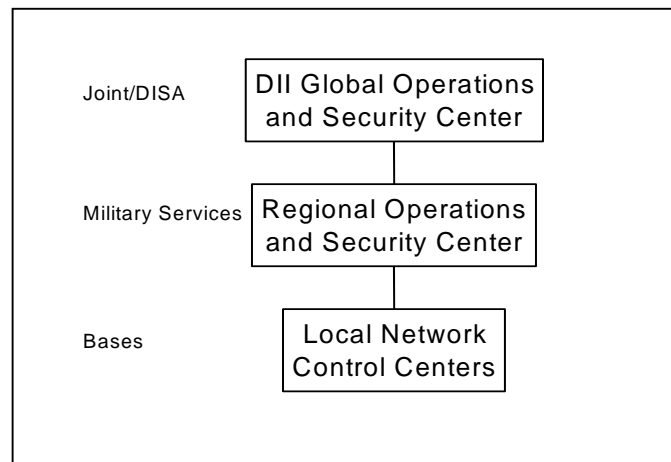 Joint/DISA
DII Global Operations
and Security Center
Military Services
Regional Operations
and Security Center
Bases
Local Network
Control Centers